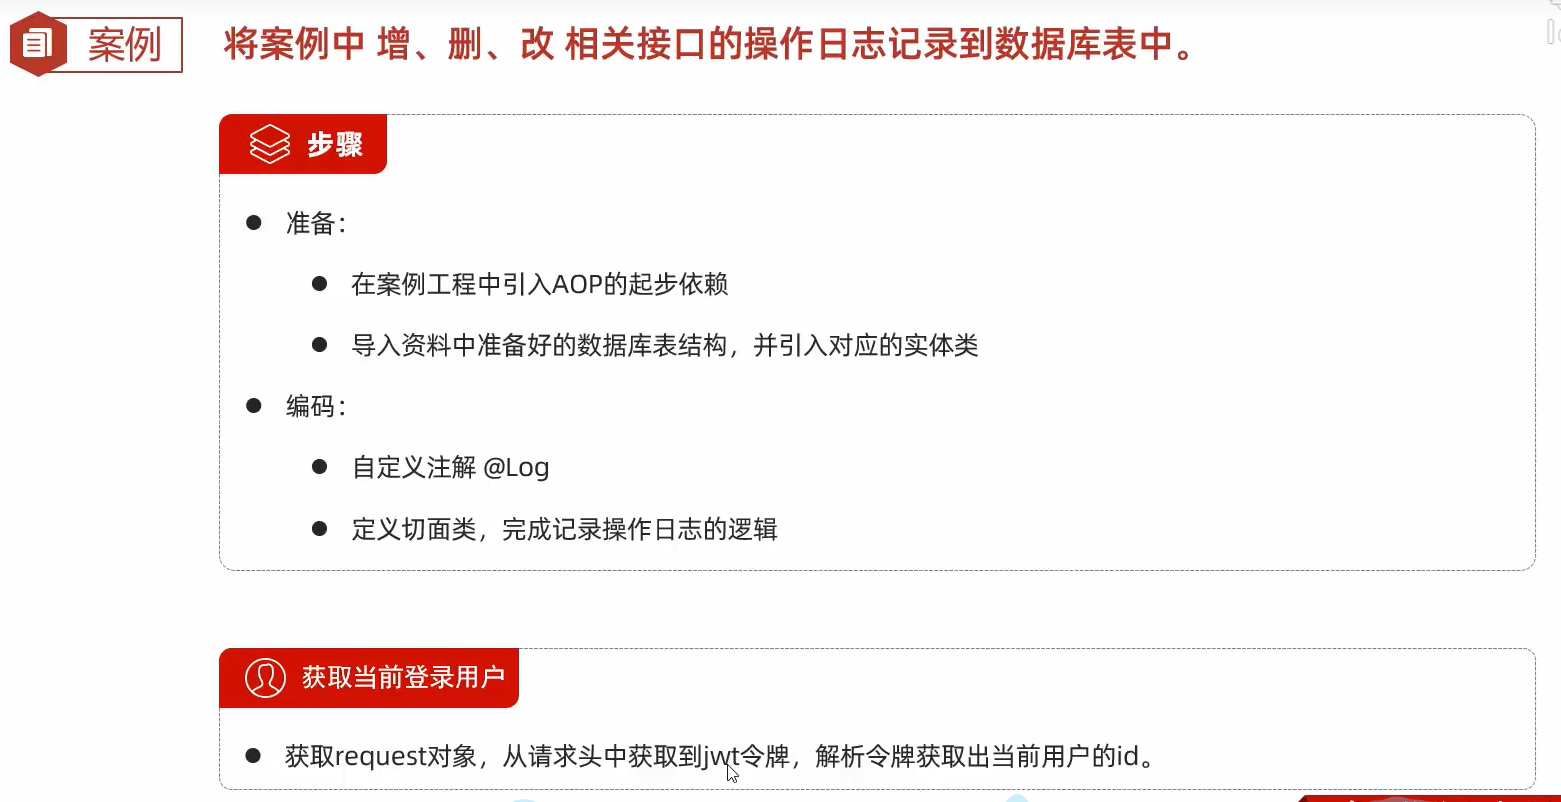 案例
将案例中 增、删、改 相关接口的操作日志记录到数据库表中。
步骤
准备：
在案例工程中引入AOP的起步依赖
导入资料中准备好的数据库表结构，并引入对应的实体类
编码：
自定义注解 @Log
定义切面类，完成记录操作日志的逻辑
获取当前登录用户
获取request对象，从请求头中获取到jwt令牌，解析令牌获取出当前用户的id。